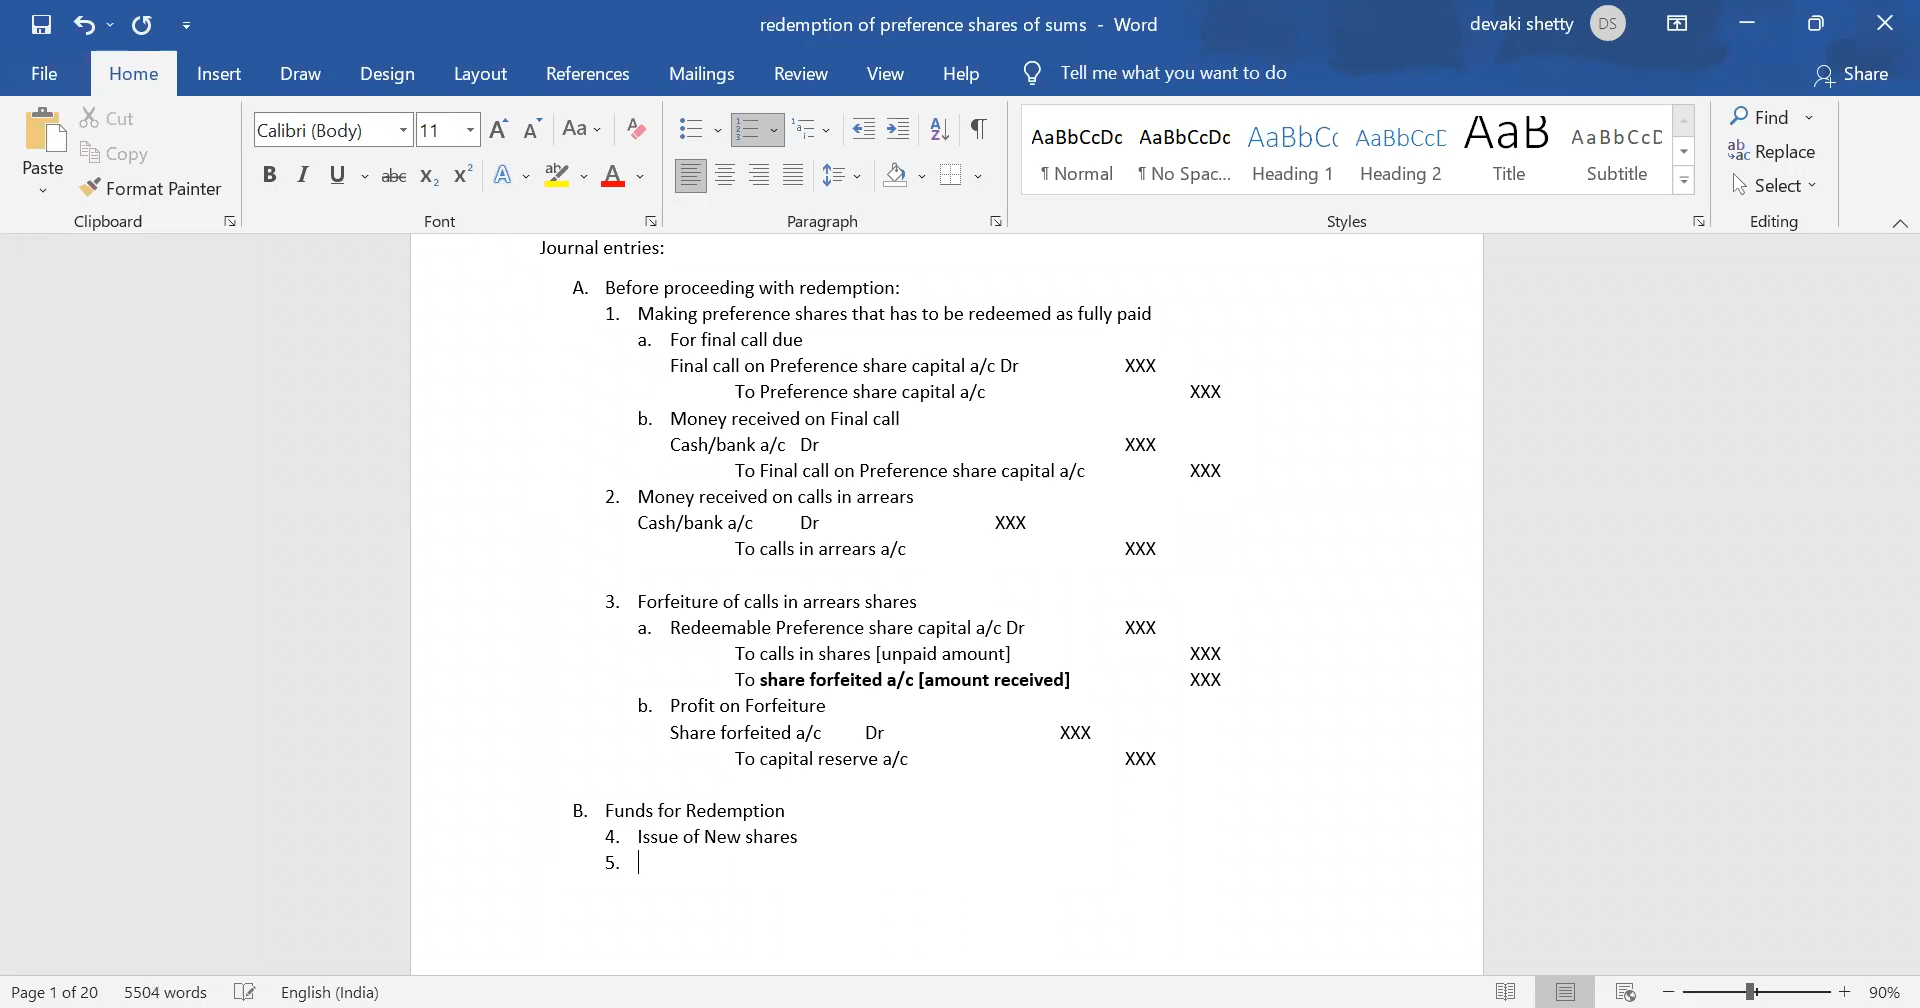 redemption of preference shares of sums - Word
devaki shetty DS
File Home Insert Draw Design Layout References Mailings Review View Help Tell me what you want to do Share
Paste
Cut
Copy
Format Painter
Clipboard
Calibri (Body) 11
A A Aa
B I U abc X₂ X² A aby A
Font
Paragraph
AaBbCcDc AaBbCcDc AaBbCc AaBbCcD AaB AaBbCcD
¶ Normal ¶ No Spac... Heading 1 Heading 2 Title Subtitle
Styles
Find
Replace
Select
Editing
Journal entries:
A. Before proceeding with redemption:
1. Making preference shares that has to be redeemed as fully paid
a. For final call due
Final call on Preference share capital a/c Dr XXX
To Preference share capital a/c XXX
b. Money received on Final call
Cash/bank a/c Dr XXX
To Final call on Preference share capital a/c XXX
2. Money received on calls in arrears
Cash/bank a/c Dr XXX
To calls in arrears a/c XXX
3. Forfeiture of calls in arrears shares
a. Redeemable Preference share capital a/c Dr XXX
To calls in shares [unpaid amount] XXX
To share forfeited a/c [amount received] XXX
b. Profit on Forfeiture
Share forfeited a/c Dr XXX
To capital reserve a/c XXX
B. Funds for Redemption
4. Issue of New shares
5.
Page 1 of 20 5504 words English (India) 90%